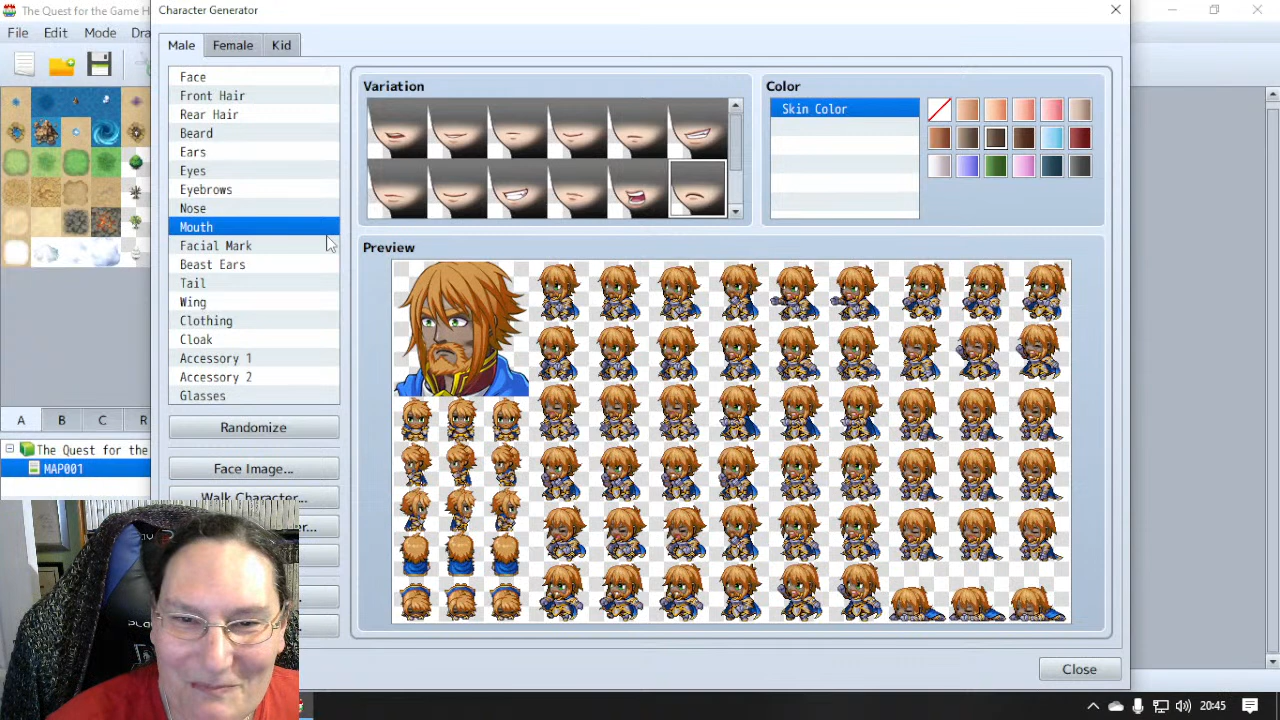 The Quest for the Game H
Character Generator
File Edit Mode Dra
Male Female Kid
Face
Front Hair
Rear Hair
Beard
Ears
Eyes
Eyebrows
Nose
Mouth
Facial Mark
Beast Ears
Tail
Wing
Clothing
Cloak
Accessory 1
Accessory 2
Glasses
Variation
Color
Skin Color
Preview
Randomize
Face Image...
Walk Character...
er...
A B C R
The Quest for the
MAP001
Close
20:45